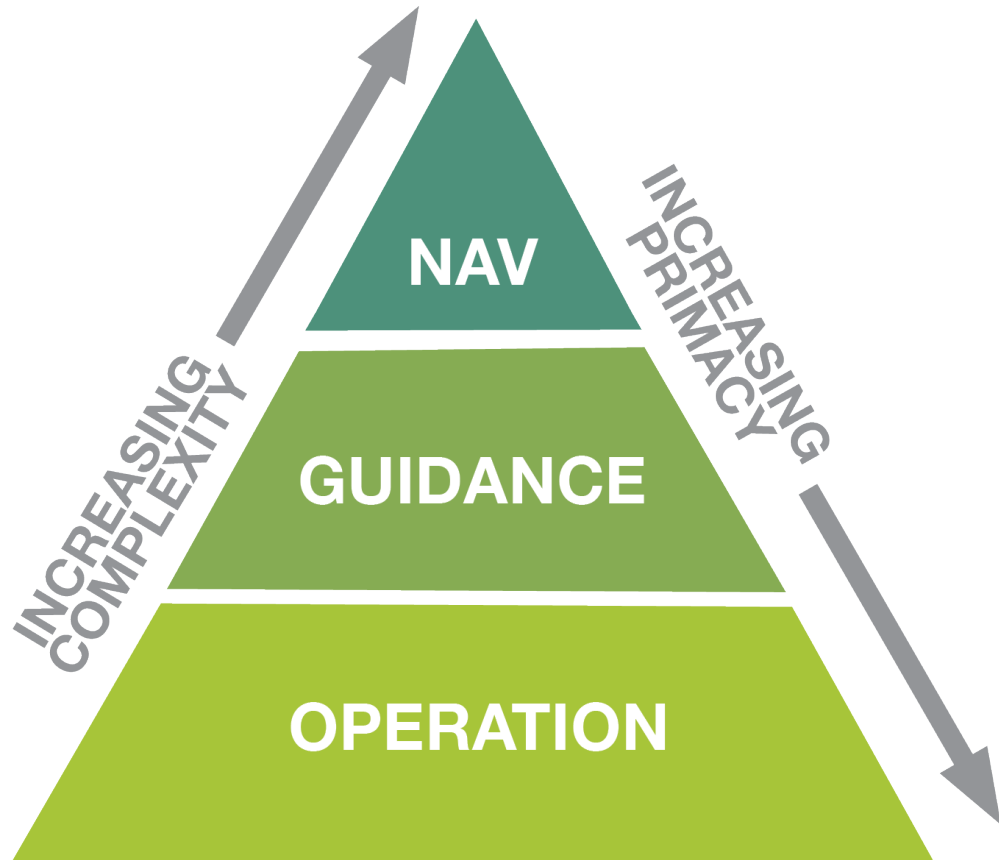 NAV
INCREASING
PRIMACY
INCREASING
COMPLEXITY
GUIDANCE
OPERATION